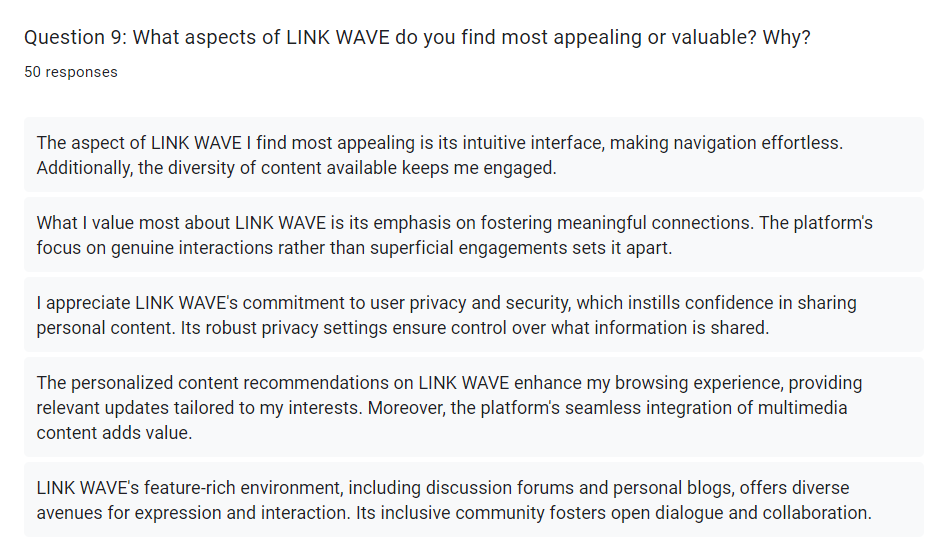 Question 9: What aspects of LINK WAVE do you find most appealing or valuable? Why?
50 responses
The aspect of LINK WAVE I find most appealing is its intuitive interface, making navigation effortless.
Additionally, the diversity of content available keeps me engaged.
What I value most about LINK WAVE is its emphasis on fostering meaningful connections. The platform's
focus on genuine interactions rather than superficial engagements sets it apart.
I appreciate LINK WAVE's commitment to user privacy and security, which instills confidence in sharing
personal content. Its robust privacy settings ensure control over what information is shared.
The personalized content recommendations on LINK WAVE enhance my browsing experience, providing
relevant updates tailored to my interests. Moreover, the platform's seamless integration of multimedia
content adds value.
LINK WAVE's feature-rich environment, including discussion forums and personal blogs, offers diverse
avenues for expression and interaction. Its inclusive community fosters open dialogue and collaboration.